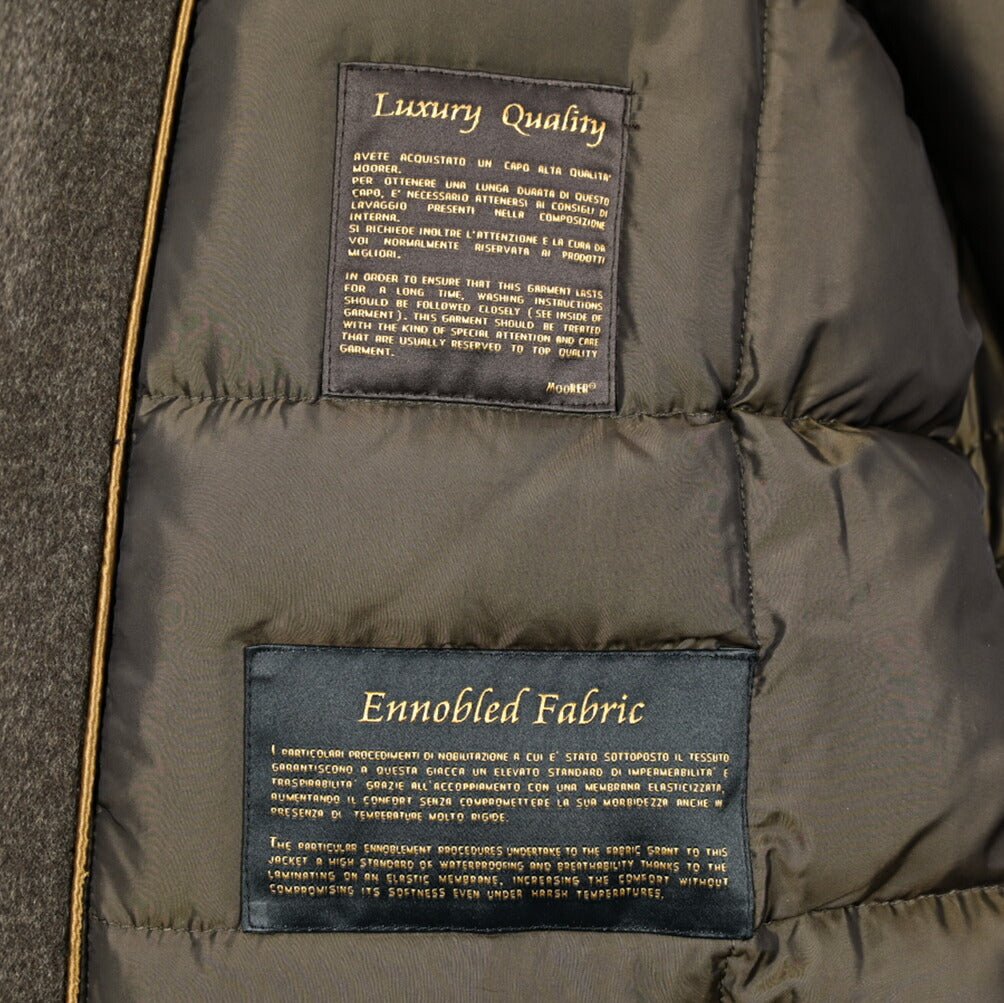 Luxury Quality
AVETE ACQUISTATO UN CAPO ALTA QUALITA'
MOORER.
PER OTTENERE UNA LUNGA DURATA DI QUESTO
CAPO, E' NECESSARIO ATTENERSI AI CONSIGLI DI
LAVAGGIO PRESENTI NELLA COMPOSIZIONE
INTERNA.
SI RICHIEDE INOLTRE L'ATTENZIONE E LA CURA DA
VOI NORMALMENTE RISERVATA AI PRODOTTI
MIGLIORI.
IN ORDER TO ENSURE THAT THIS GARMENT LASTS
FOR A LONG TIME, WASHING INSTRUCTIONS
SHOULD BE FOLLOWED CLOSELY (SEE INSIDE OF
GARMENT). THIS GARMENT SHOULD BE TREATED
WITH THE KIND OF SPECIAL ATTENTION AND CARE
THAT ARE USUALLY RESERVED TO TOP QUALITY
GARMENT.
MOORER®
Ennobled Fabric
I PARTICOLARI PROCEDIMENTI DI NOBILITAZIONE A CUI E' STATO SOTTOPOSTO IL TESSUTO
GARANTISCONO A QUESTA GIACCA UN ELEVATO STANDARD DI IMPERMEABILITA' E
TRASPIRABILITA' GRAZIE ALL'ACCOPPIAMENTO CON UNA MEMBRANA ELASTICIZZATA,
AUMENTANDO IL CONFORT SENZA COMPROMETTERE LA SUA MORBIDEZZA ANCHE IN
PRESENZA DI TEMPERATURE MOLTO RIGIDE.
THE PARTICULAR ENNOBLEMENT PROCEDURES UNDERTAKE TO THE FABRIC GRANT TO THIS
JACKET A HIGH STANDARD OF WATERPROOFING AND BREATHABILITY THANKS TO THE
LAMINATING ON AN ELASTIC MEMBRANE, INCREASING THE COMFORT WITHOUT
COMPROMISING ITS SOFTNESS EVEN UNDER HARSH TEMPERATURES.